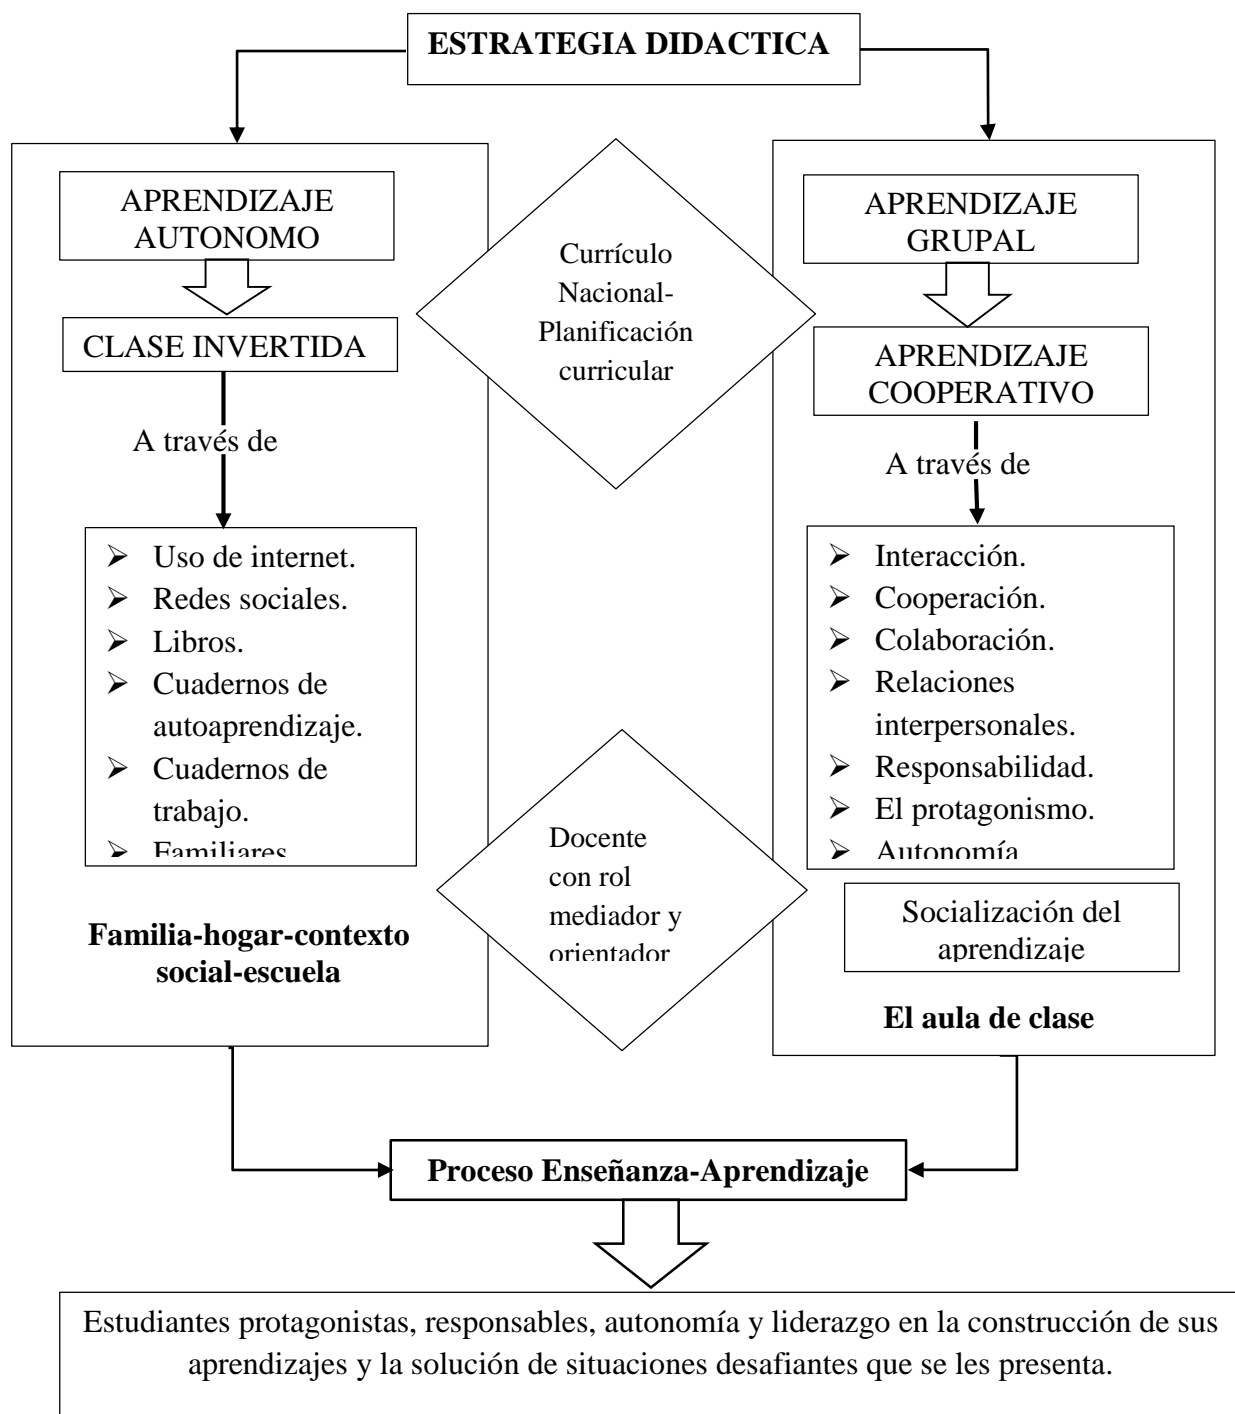 ESTRATEGIA DIDACTICA
APRENDIZAJE
AUTONOMO
CLASE INVERTIDA
A través de
➢ Uso de internet.
➢ Redes sociales.
➢ Libros.
➢ Cuadernos de
autoaprendizaje.
➢ Cuadernos de
trabajo.
➢ Familiares
Familia-hogar-contexto
social-escuela
Currículo
Nacional-
Planificación
curricular
Docente
con rol
mediador y
orientador
APRENDIZAJE
GRUPAL
APRENDIZAJE
COOPERATIVO
A través de
➢ Interacción.
➢ Cooperación.
➢ Colaboración.
➢ Relaciones
interpersonales.
➢ Responsabilidad.
➢ El protagonismo.
➢ Autonomía
Socialización del
aprendizaje
El aula de clase
Proceso Enseñanza-Aprendizaje
Estudiantes protagonistas, responsables, autonomía y liderazgo en la construcción de sus
aprendizajes y la solución de situaciones desafiantes que se les presenta.